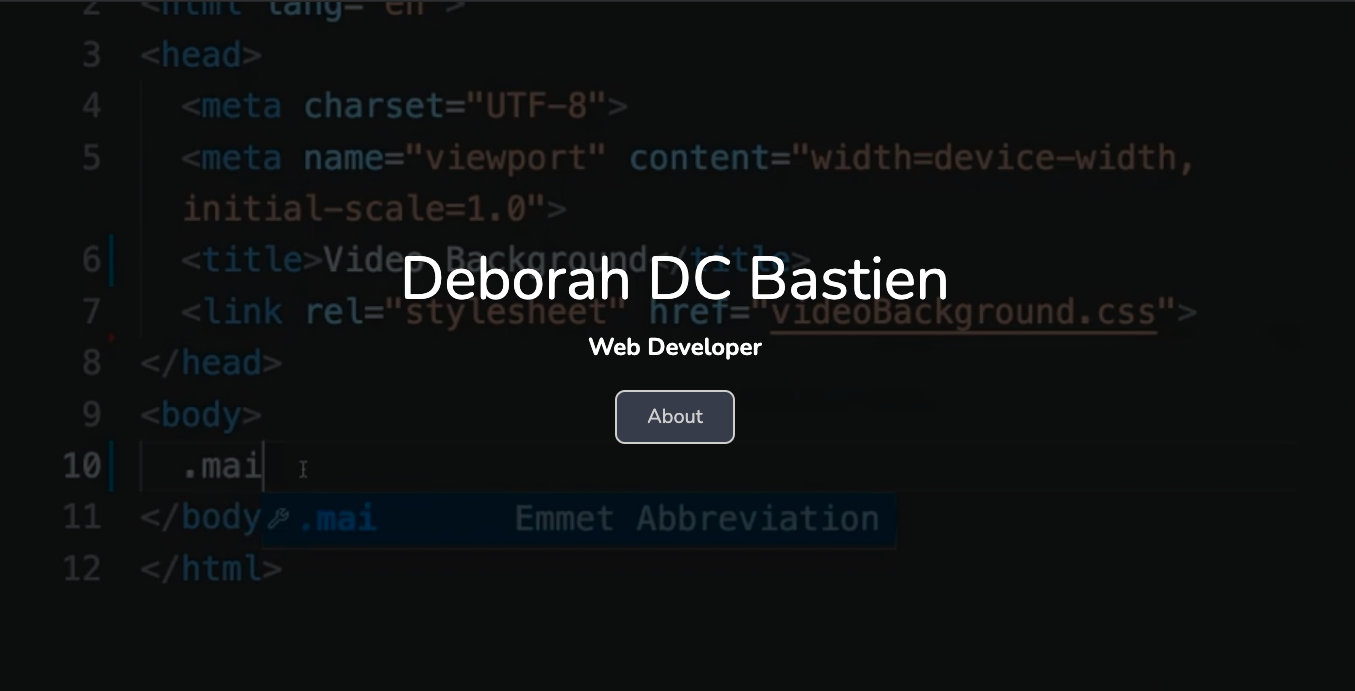 2 <html lang="en">
3 <head>
4 <meta charset="UTF-8">
5 <meta name="viewport" content="width=device-width,
initial-scale=1.0">
6 <title>Video Background</title>
Deborah DC Bastien
7 <link rel="stylesheet" href="videoBackground.css">
Web Developer
8 </head>
9 <body>
About
10 .mai
11 </body .mai Emmet Abbreviation
12 </html>